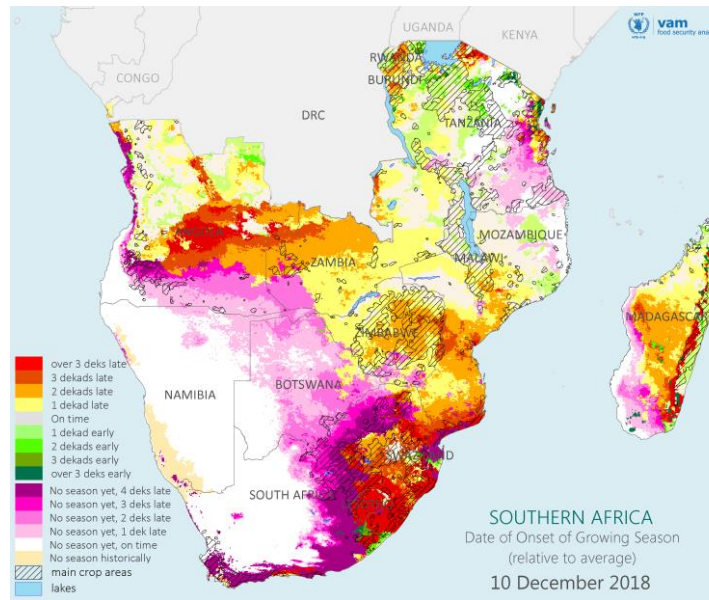 WFP
vam
food security ana
wfp.org
UGANDA
KENYA
CONGO
RWANDA
BURUNDI
DRC
TANZANIA
ANGOLA
MOZAMBIQUE
ZAMBIA
MALAWI
MADAGASCAR
ZIMBABWE
NAMIBIA
BOTSWANA
SWAZILAND
SOUTH AFRICA
over 3 deks late
3 dekads late
2 dekads late
1 dekad late
On time
1 dekad early
2 dekads early
3 dekads early
over 3 deks early
No season yet, 4 deks late
No season yet, 3 deks late
No season yet, 2 deks late
No season yet, 1 dek late
No season yet, on time
No season historically
main crop areas
lakes
SOUTHERN AFRICA
Date of Onset of Growing Season
(relative to average)
10 December 2018